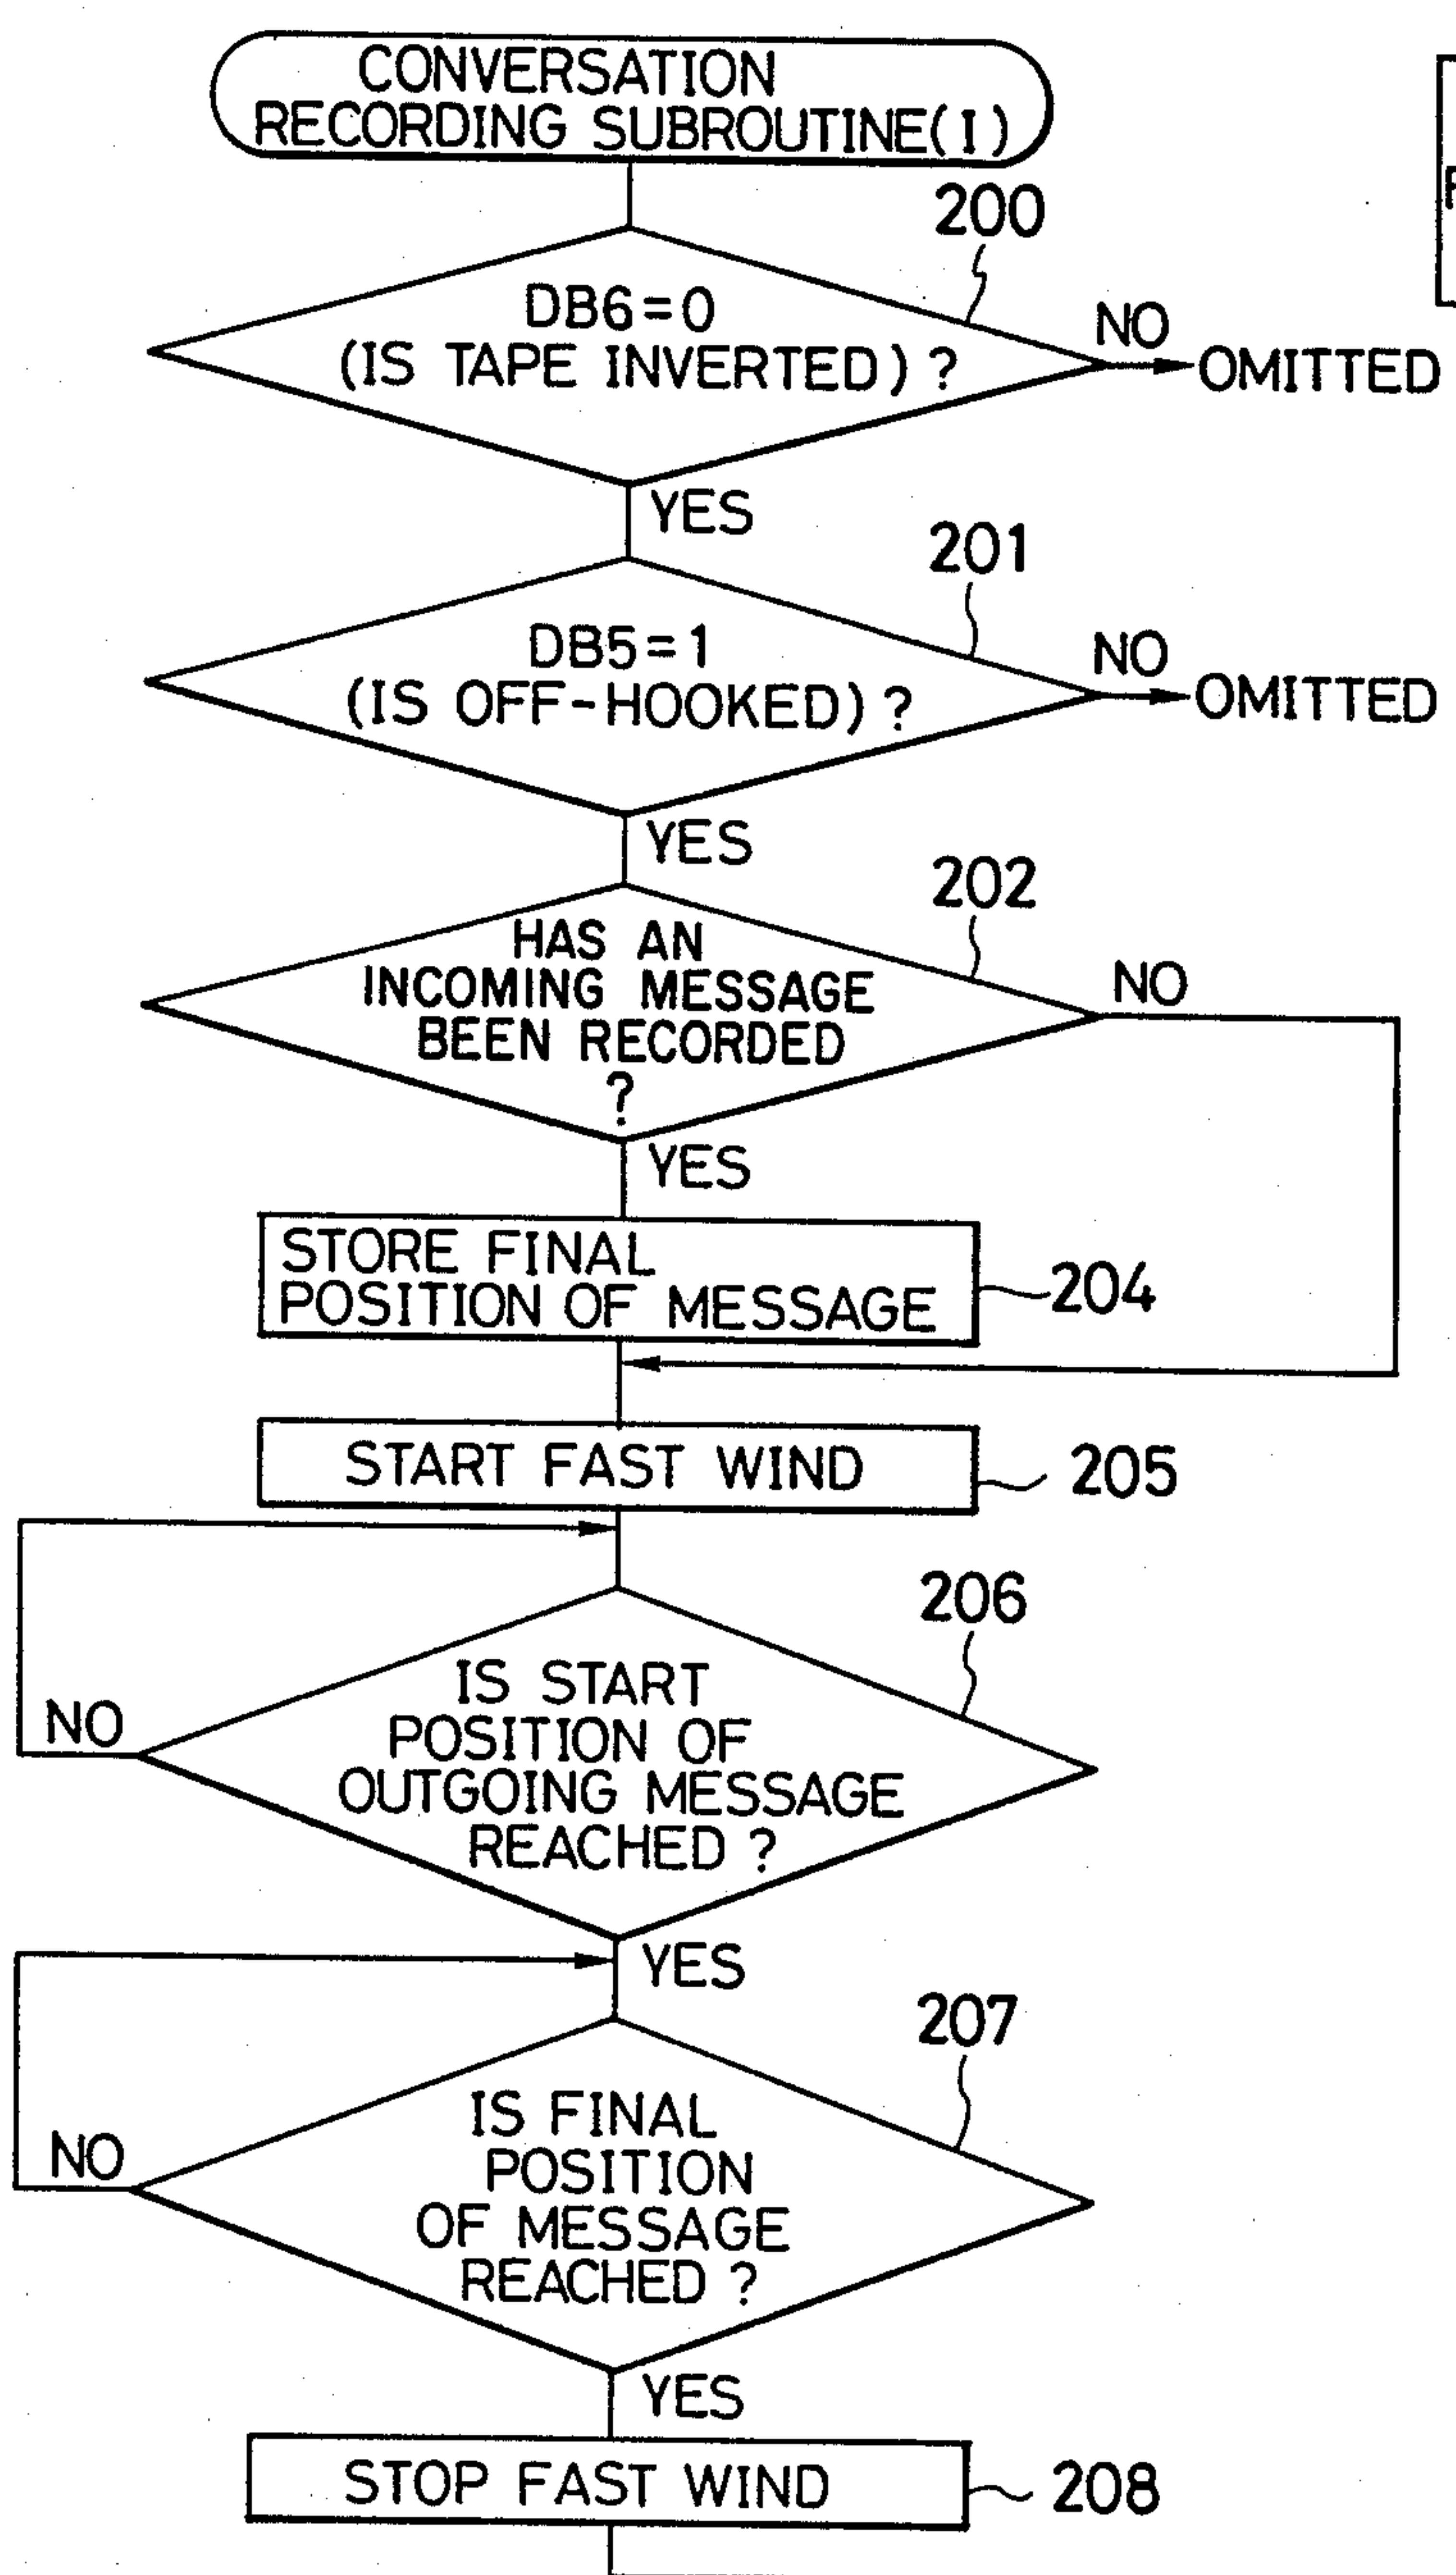 CONVERSATION
RECORDING SUBROUTINE(I)
200
DB6=0
(IS TAPE INVERTED) ?
NO
OMITTED
YES
201
DB5=1
(IS OFF-HOOKED) ?
NO
OMITTED
YES
202
HAS AN
INCOMING MESSAGE
BEEN RECORDED
?
NO
YES
STORE FINAL
POSITION OF MESSAGE
204
START FAST WIND
205
206
IS START
POSITION OF
OUTGOING MESSAGE
REACHED ?
NO
YES
207
IS FINAL
POSITION
OF MESSAGE
REACHED ?
NO
YES
STOP FAST WIND
208